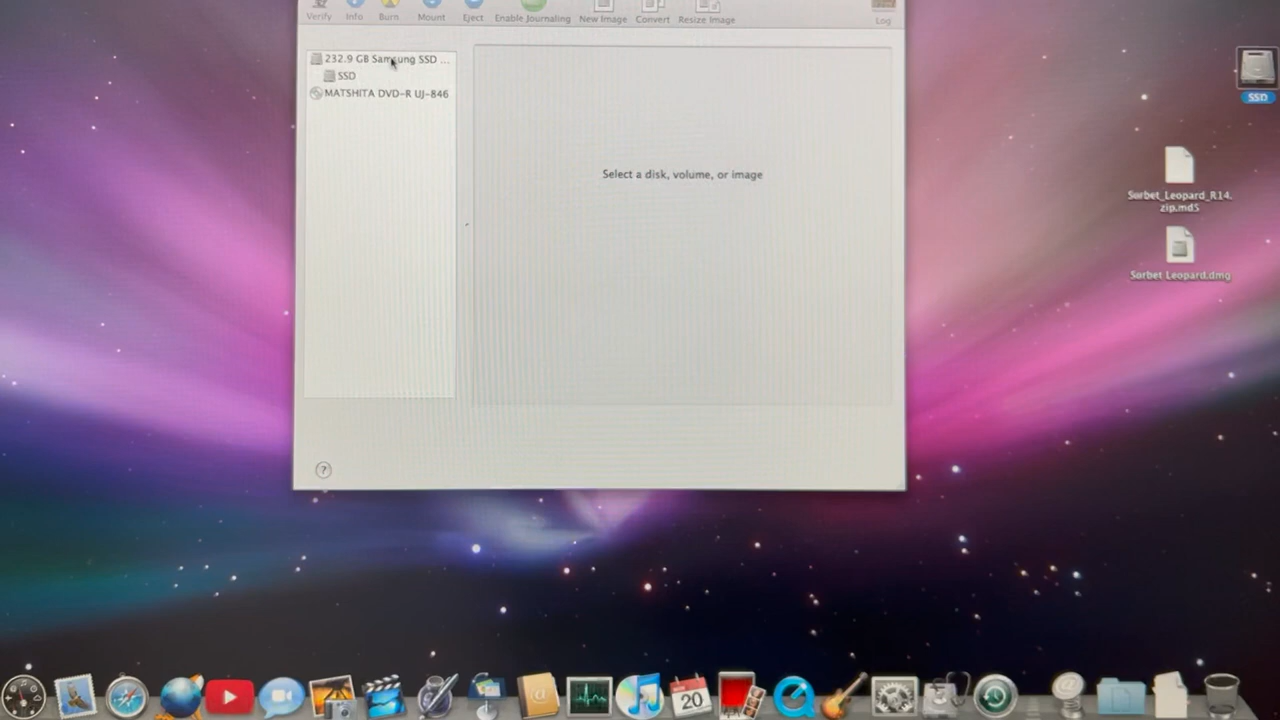 Verify Info Burn Mount Eject Enable Journaling New Image Convert Resize Image Log
232.9 GB Samsung SSD ...
SSD
MATSHITA DVD-R UJ-846
Select a disk, volume, or image
?
SSD
Sorbet_Leopard_R14.
zip.md5
Sorbet Leopard.dmg
20